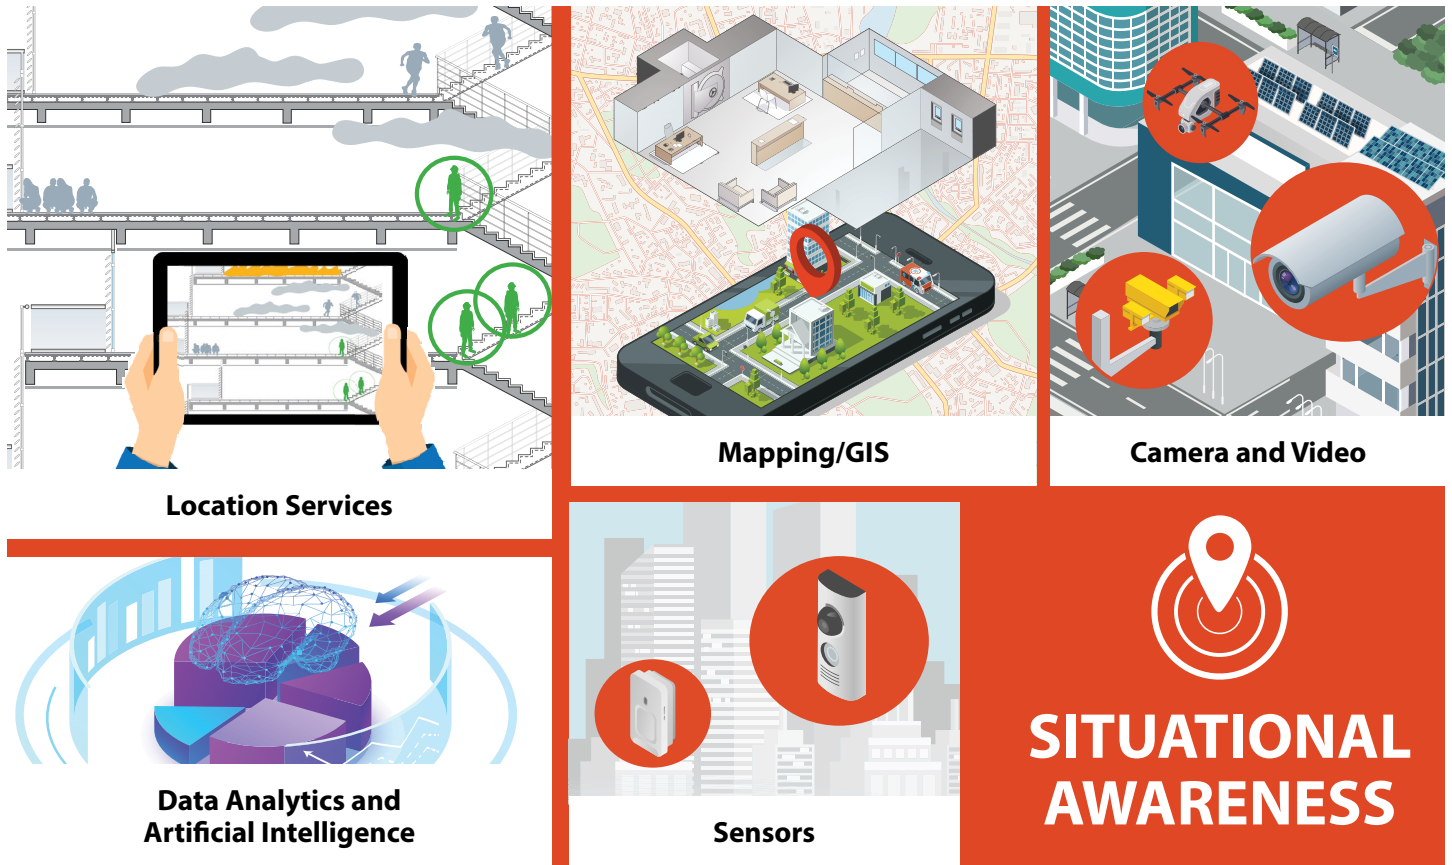 Location Services
Mapping/GIS
Camera and Video
Data Analytics and
Artificial Intelligence
Sensors
SITUATIONAL
AWARENESS